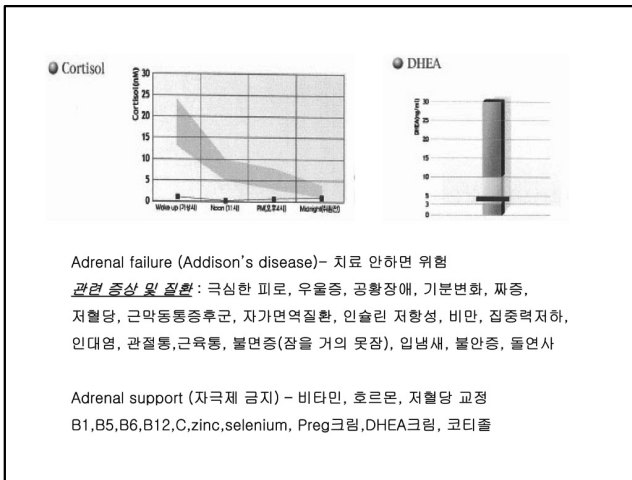 Cortisol
Cortisol(nM)
30
25
20
15
10
5
0
Wake up (기상시)
Noon (11시)
PM(오후4시)
Midnight(취침전)
DHEA
DHEA(ng/ml)
30
25
20
15
10
5
3
0
Adrenal failure (Addison's disease)- 치료 안하면 위험
관련 증상 및 질환 : 극심한 피로, 우울증, 공황장애, 기분변화, 짜증,
저혈당, 근막동통증후군, 자가면역질환, 인슐린 저항성, 비만, 집중력저하,
인대염, 관절통,근육통, 불면증(잠을 거의 못잠), 입냄새, 불안증, 돌연사
Adrenal support (자극제 금지) – 비타민, 호르몬, 저혈당 교정
B1,B5,B6,B12,C,zinc,selenium, Preg크림,DHEA크림, 코티졸